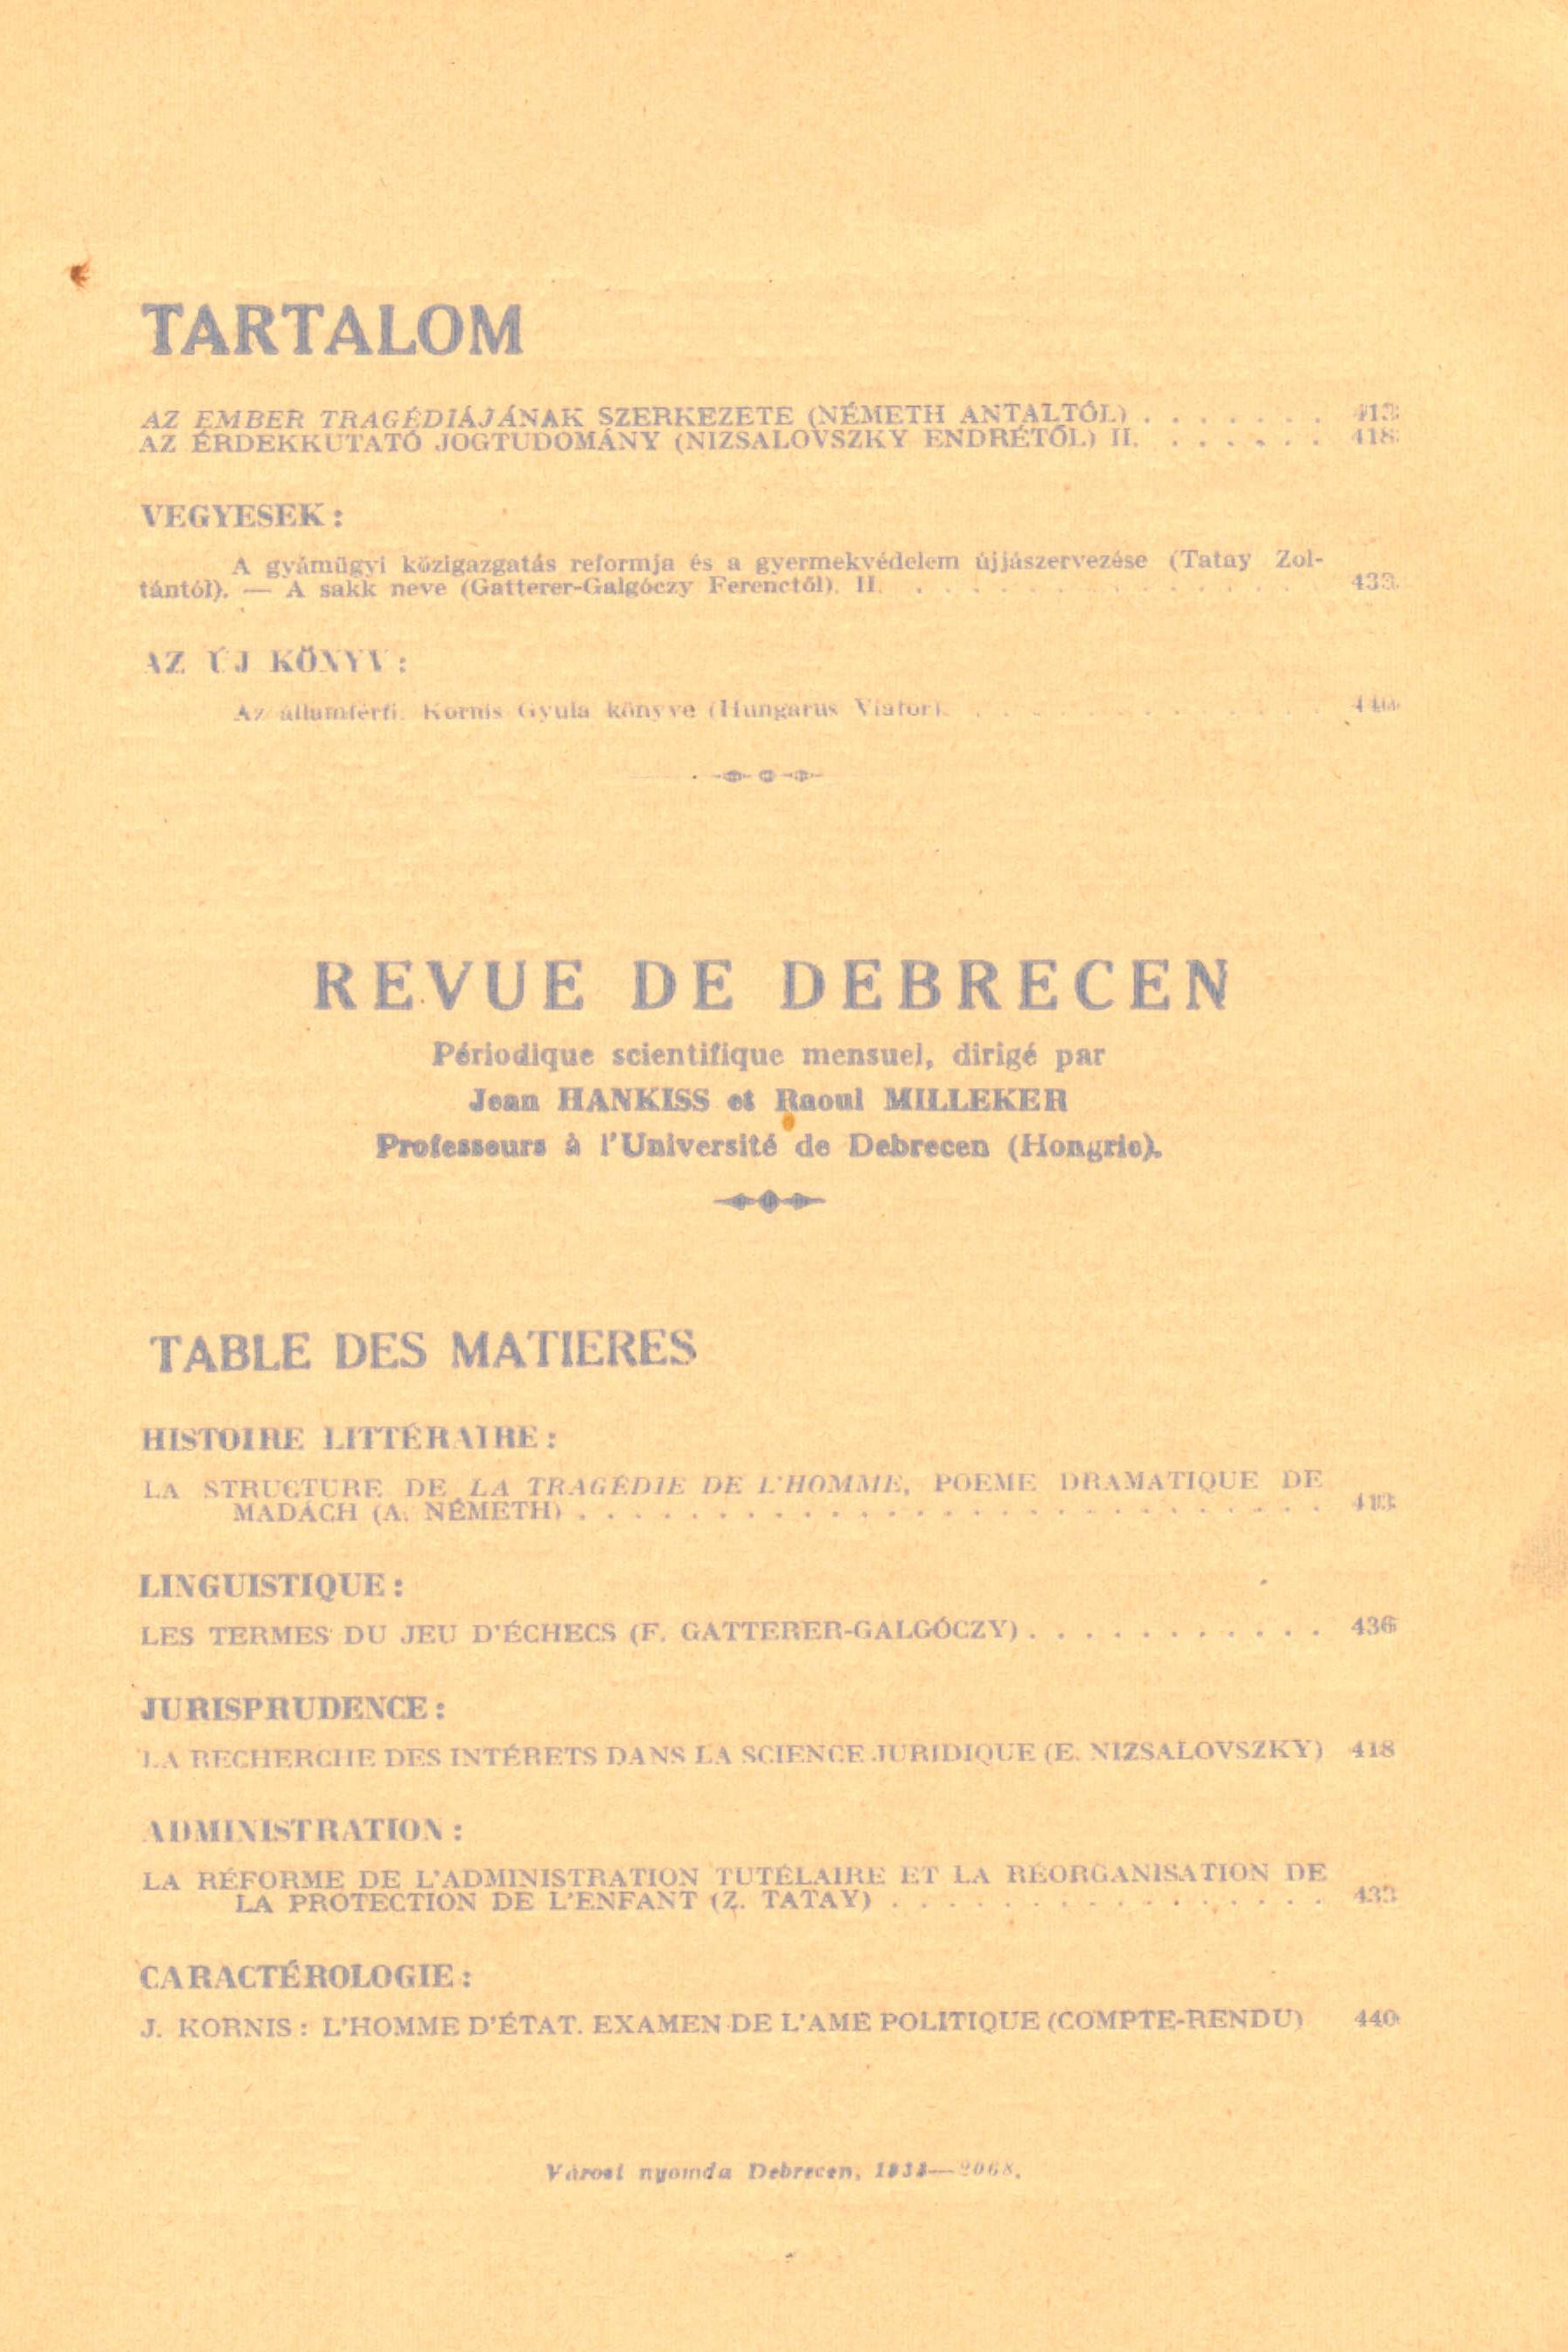 TARTALOM
AZ EMBER TRAGÉDIÁJÁNAK SZERKEZETE (NÉMETH ANTALTÓL) . . . . . . . 413
AZ ÉRDEKKUTATÓ JOGTUDOMÁNY (NIZSALOVSZKY ENDRÉTŐL) II. . . . . . . 418
VEGYESEK:
A gyámügyi közigazgatás reformja és a gyermekvédelem újjászervezése (Tatay Zol-
tántól). — A sakk neve (Gatterer-Galgóczy Ferenctől). II. . . . . . . . . . . . . . . . 433
AZ ÚJ KÖNYV:
Az államférfi. Kornis Gyula könyve (Hungarus Viator). . . . . . . . . . . . . . 440
REVUE DE DEBRECEN
Périodique scientifique mensuel, dirigé par
Jean HANKISS et Raoul MILLEKER
Professeurs à l'Université de Debrecen (Hongrie).
TABLE DES MATIERES
HISTOIRE LITTÉRAIRE:
LA STRUCTURE DE LA TRAGÉDIE DE L'HOMME, POEME DRAMATIQUE DE
MADÁCH (A. NÉMETH) . . . . . . . . . . . . . . . . . . . . . . . . . . . 413
LINGUISTIQUE:
LES TERMES DU JEU D'ÉCHECS (F. GATTERER-GALGÓCZY) . . . . . . . . . . . 436
JURISPRUDENCE:
LA RECHERCHE DES INTÉRETS DANS LA SCIENCE JURIDIQUE (E. NIZSALOVSZKY) 418
ADMINISTRATION:
LA RÉFORME DE L'ADMINISTRATION TUTÉLAIRE ET LA RÉORGANISATION DE
LA PROTECTION DE L'ENFANT (Z. TATAY) . . . . . . . . . . . . . . . . 433
CARACTÉROLOGIE:
J. KORNIS: L'HOMME D'ÉTAT. EXAMEN DE L'AME POLITIQUE (COMPTE-RENDU) 440
Városi nyomda Debrecen,